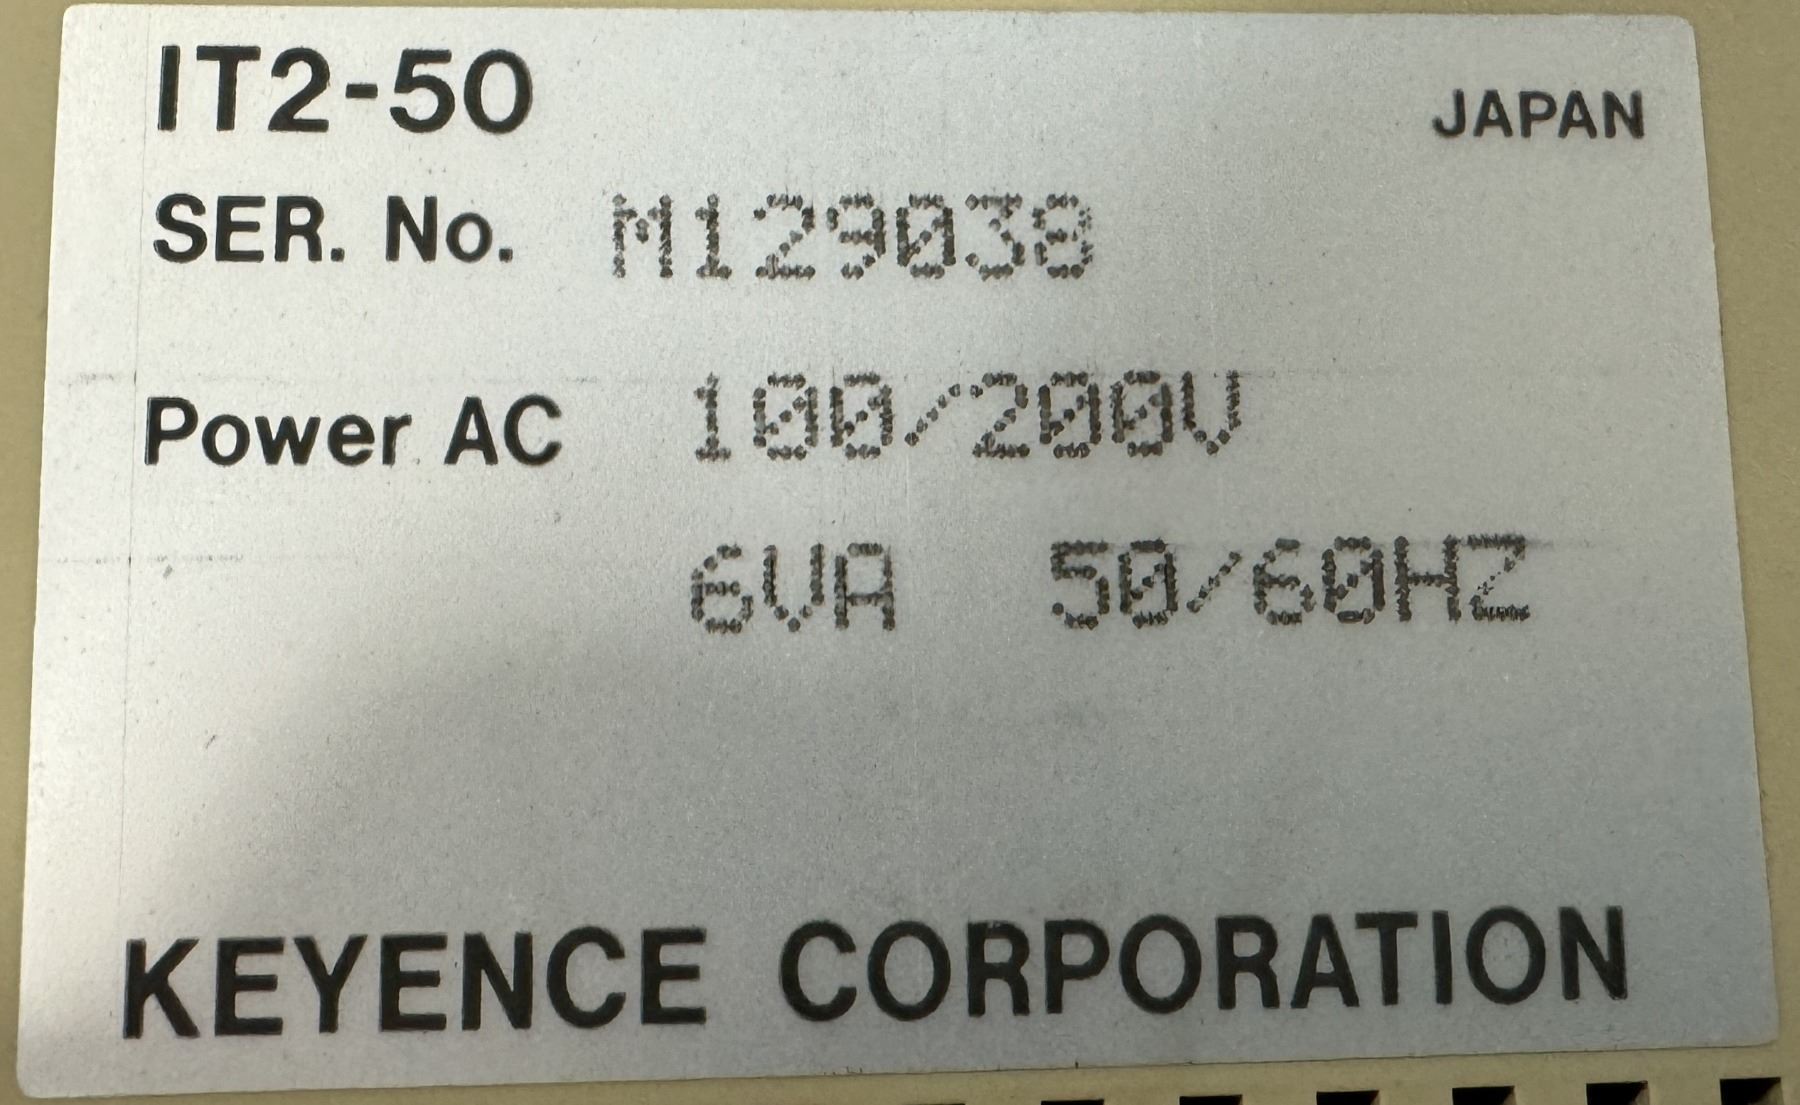 IT2-50
JAPAN
SER. No. M129038
Power AC 100/200V
6VA 50/60HZ
KEYENCE CORPORATION